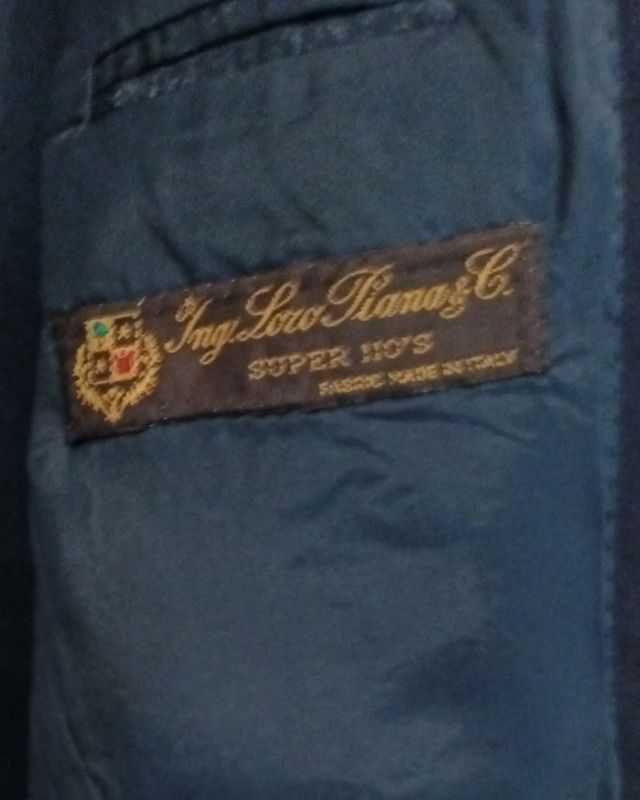 Ing. Loro Piana & C.
SUPER 110'S
FABRIC MADE IN ITALY